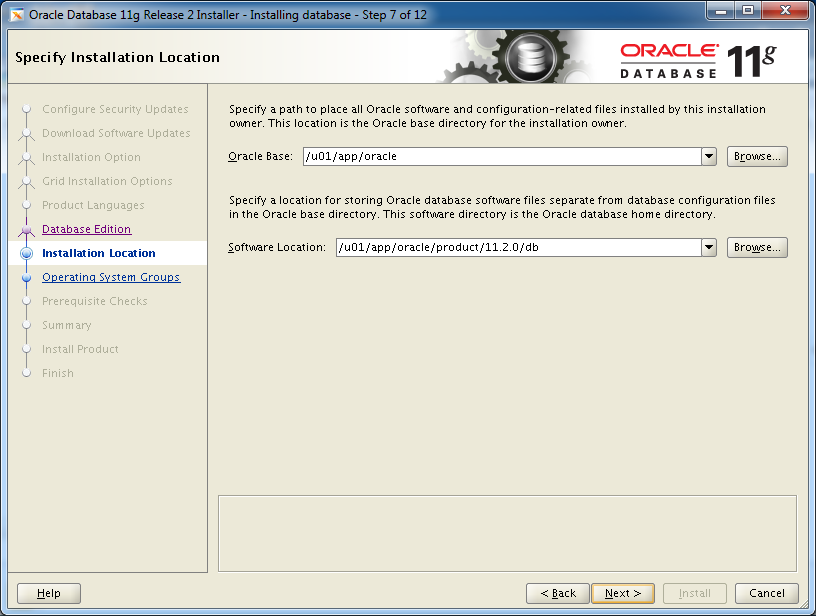 Oracle Database 11g Release 2 Installer - Installing database - Step 7 of 12
Specify Installation Location
ORACLE
DATABASE 11g
Configure Security Updates
Download Software Updates
Installation Option
Grid Installation Options
Product Languages
Database Edition
Installation Location
Operating System Groups
Prerequisite Checks
Summary
Install Product
Finish
Specify a path to place all Oracle software and configuration-related files installed by this installation
owner. This location is the Oracle base directory for the installation owner.
Oracle Base: /u01/app/oracle Browse...
Specify a location for storing Oracle database software files separate from database configuration files
in the Oracle base directory. This software directory is the Oracle database home directory.
Software Location: /u01/app/oracle/product/11.2.0/db Browse...
Help < Back Next > Install Cancel